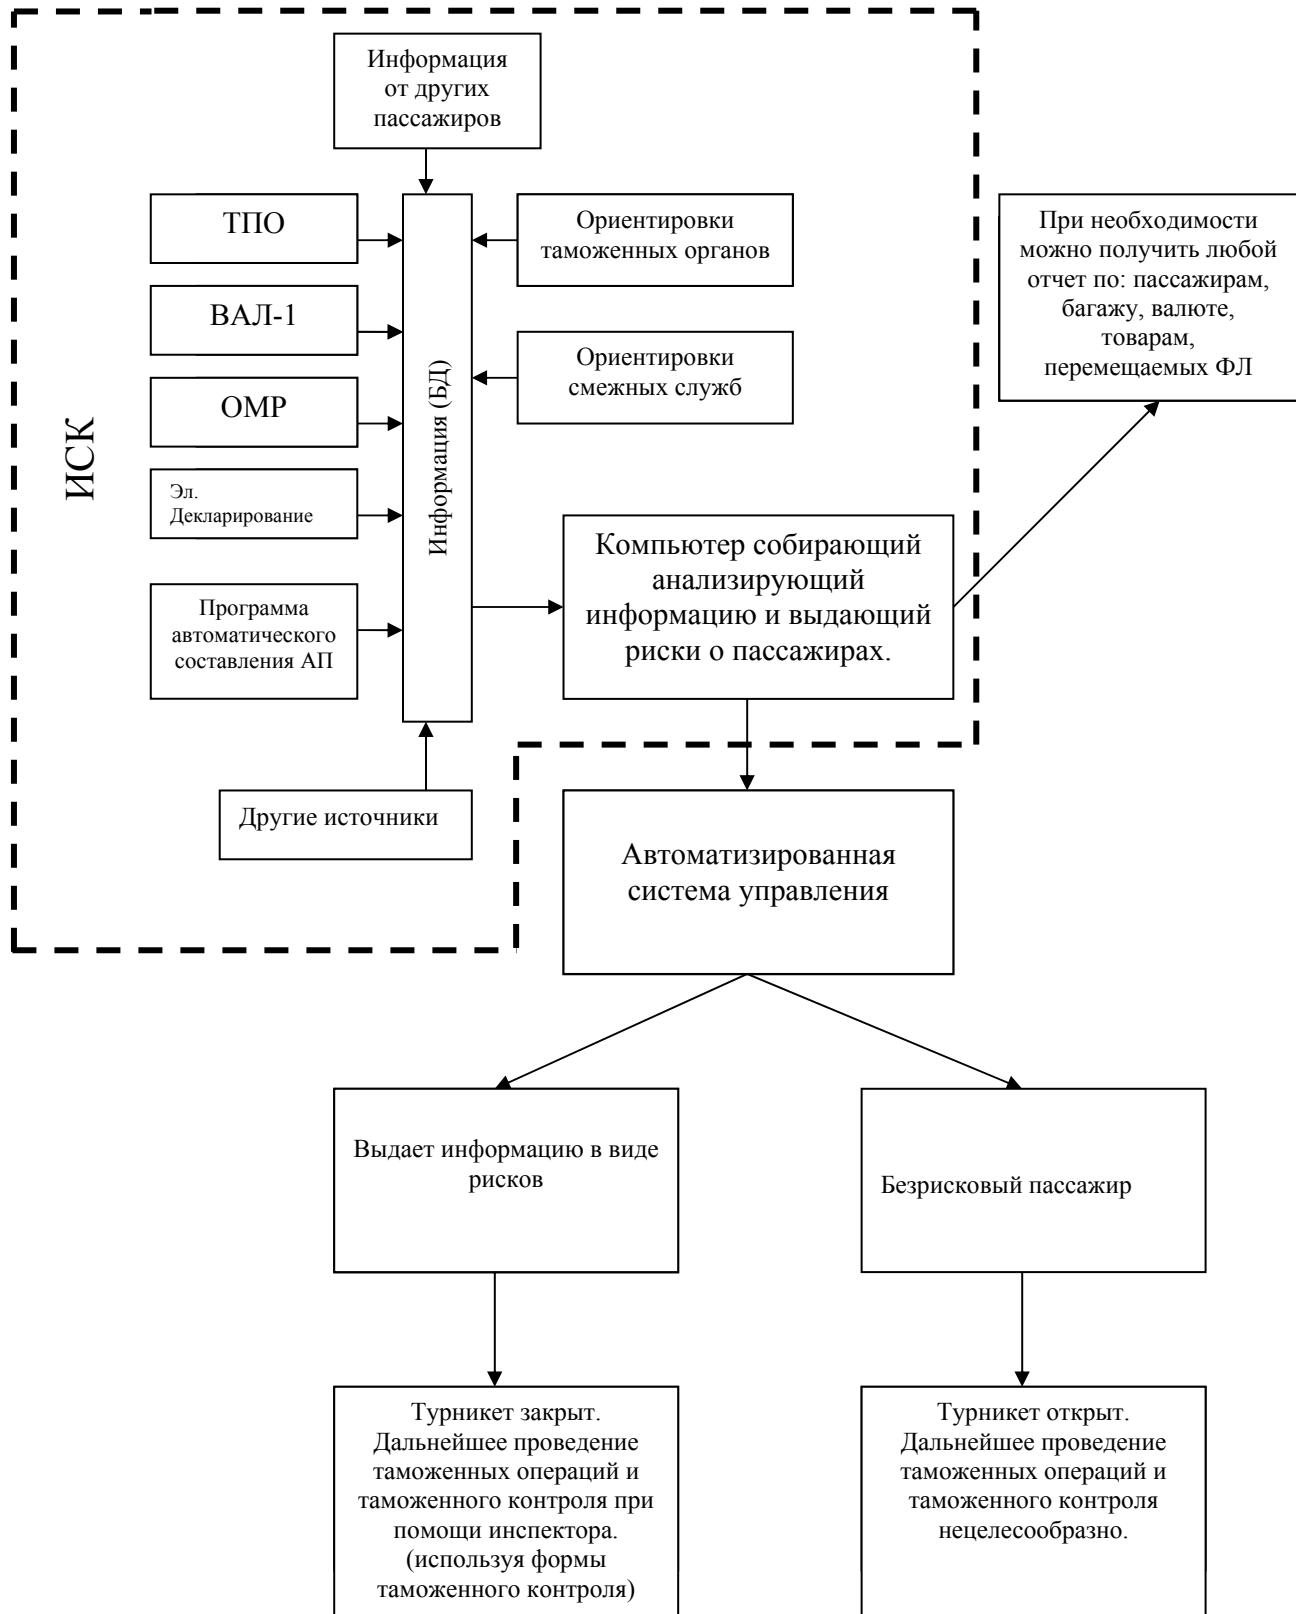 Информация
от других
пассажиров
ТПО
ВАЛ-1
ОМР
Эл.
Декларирование
Программа
автоматического
составления АП
Другие источники
ИСК
Информация (БД)
Ориентировки
таможенных органов
Ориентировки
смежных служб
При необходимости
можно получить любой
отчет по: пассажирам,
багажу, валюте,
товарам,
перемещаемых ФЛ
Компьютер собирающий
анализирующий
информацию и выдающий
риски о пассажирах.
Автоматизированная
система управления
Выдает информацию в виде
рисков
Безрисковый пассажир
Турникет закрыт.
Дальнейшее проведение
таможенных операций и
таможенного контроля при
помощи инспектора.
(используя формы
таможенного контроля)
Турникет открыт.
Дальнейшее проведение
таможенных операций и
таможенного контроля
нецелесообразно.